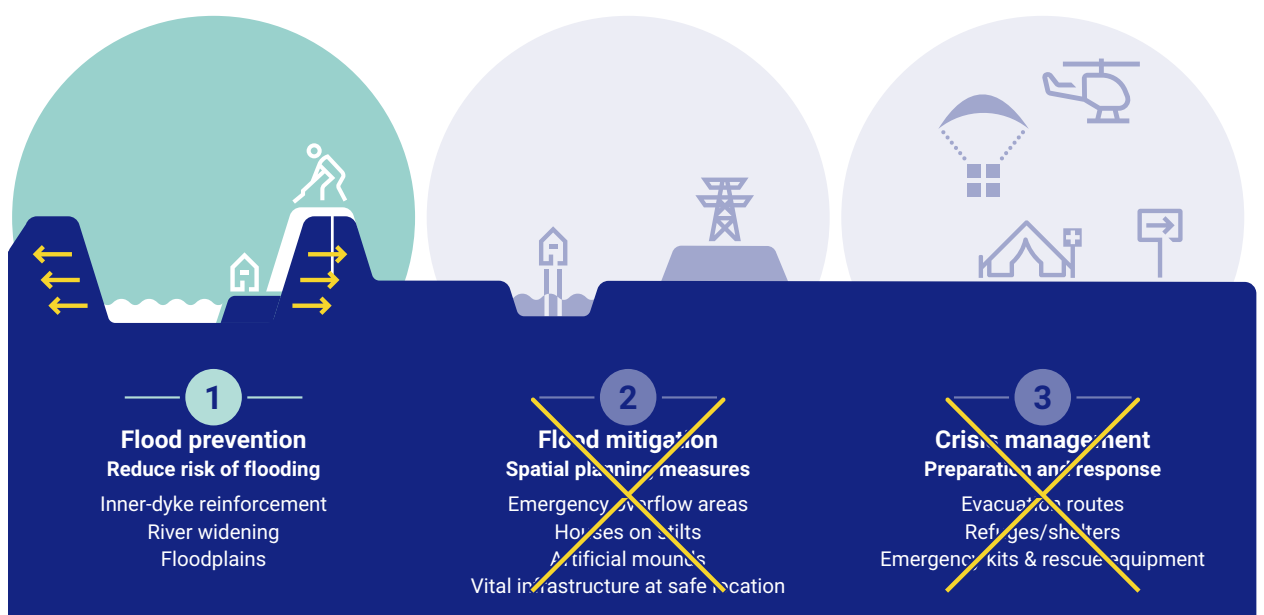 1
Flood prevention
Reduce risk of flooding
Inner-dyke reinforcement
River widening
Floodplains
2
Flood mitigation
Spatial planning measures
Emergency overflow areas
Houses on stilts
Artificial mounds
Vital infrastructure at safe location
3
Crisis management
Preparation and response
Evacuation routes
Refuges/shelters
Emergency kits & rescue equipment